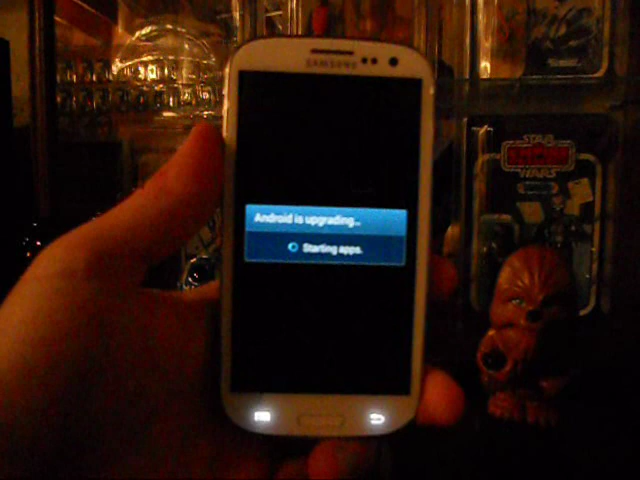 SAMSUNG
Android is upgrading...
Starting apps.
STAR
WARS